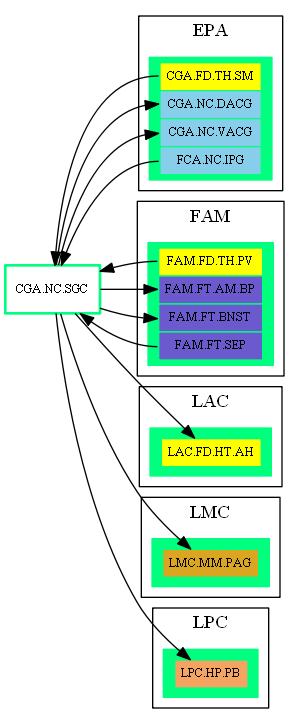 EPA
CGA.FD.TH.SM
CGA.NC.DACG
CGA.NC.VACG
FCA.NC.IPG
CGA.NC.SGC
FAM
FAM.FD.TH.PV
FAM.FT.AM.BP
FAM.FT.BNST
FAM.FT.SEP
LAC
LAC.FD.HT.AH
LMC
LMC.MM.PAG
LPC
LPC.HP.PB